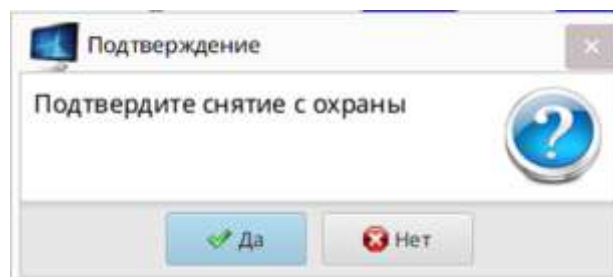 Подтверждение
Подтвердите снятие с охраны
Да
Нет